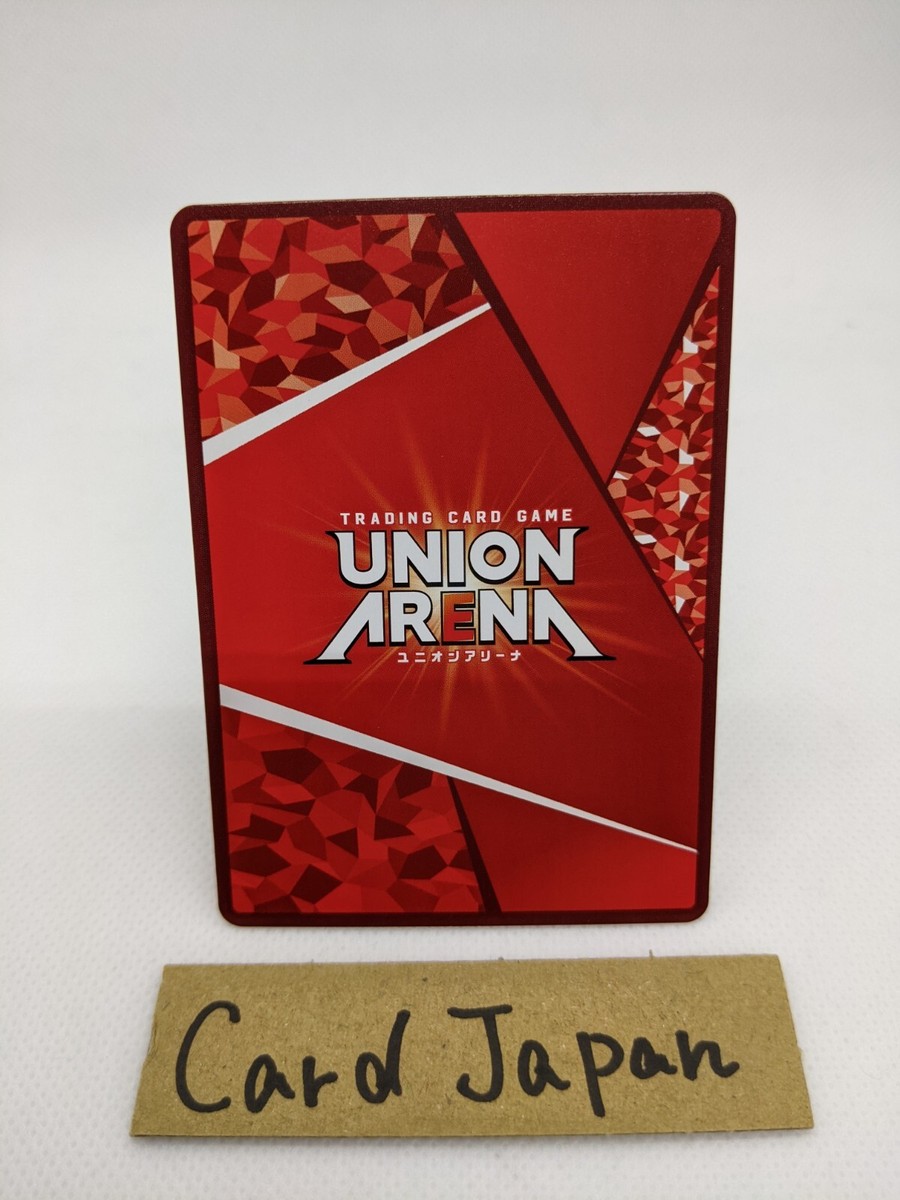 TRADING CARD GAME
UNION
ARENA
ユニオンアリーナ
Card Japan